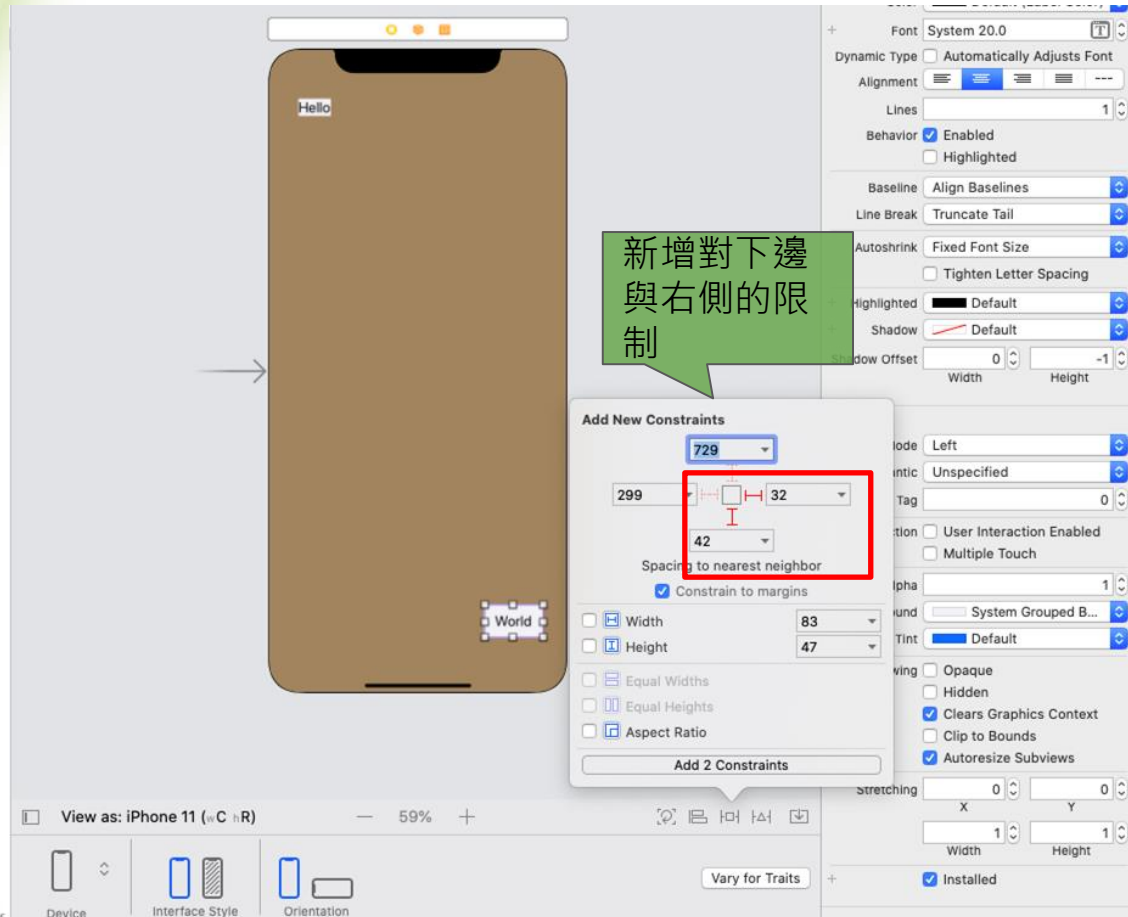 Font System 20.0
Dynamic Type Automatically Adjusts Font
Alignment
Hello
Lines 1
Behavior Enabled
Highlighted
Baseline Align Baselines
Line Break Truncate Tail
新增對下邊
與右側的限
制
Autoshrink Fixed Font Size
Tighten Letter Spacing
Highlighted Default
Shadow Default
Shadow Offset 0 -1
Width Height
Add New Constraints
729
299 32
42
Spacing to nearest neighbor
Constrain to margins
World
Width 83
Height 47
Equal Widths
Equal Heights
Aspect Ratio
Add 2 Constraints
Left
Unspecified
Tag 0
User Interaction Enabled
Multiple Touch
1
System Grouped B...
Tint Default
Opaque
Hidden
Clears Graphics Context
Clip to Bounds
Autoresize Subviews
Stretching 0 0
X Y
1 1
Width Height
Installed
View as: iPhone 11 (wC hR) — 59% +
Vary for Traits
Device Interface Style Orientation